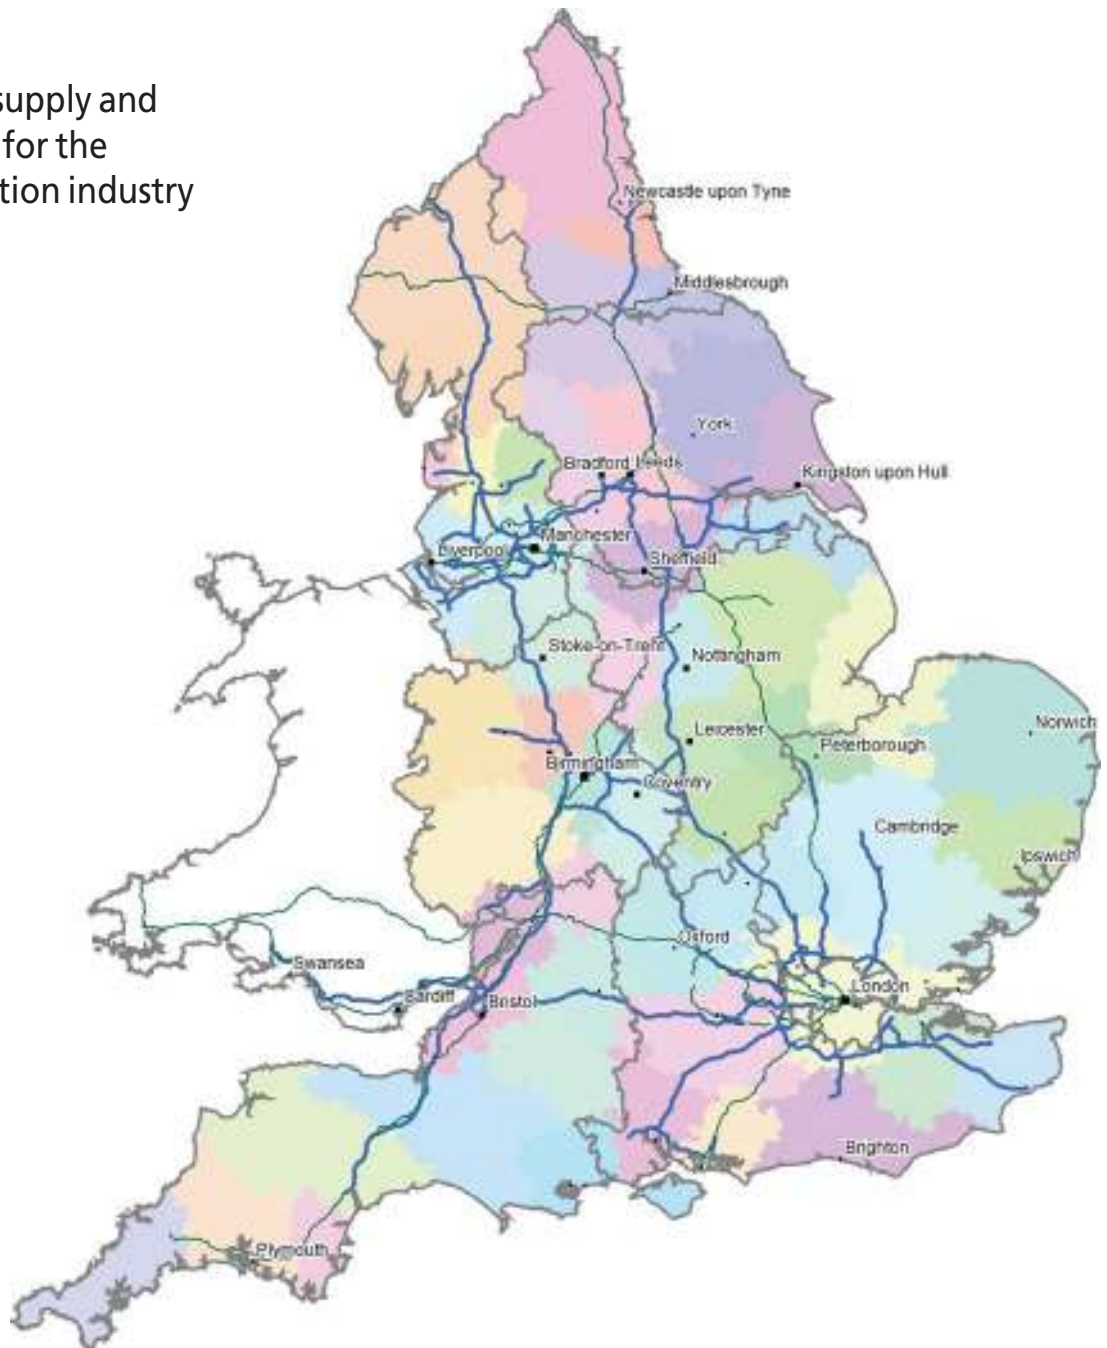 supply and
for the
tion industry
Newcastle upon Tyne
Middlesbrough
York
Bradford Leeds
Kingston upon Hull
Manchester
Liverpool
Sheffield
Stoke-on-Trent
Nottingham
Norwich
Leicester
Peterborough
Birmingham
Coventry
Cambridge
Ipswich
Oxford
Swansea
London
Cardiff
Bristol
Brighton
Plymouth